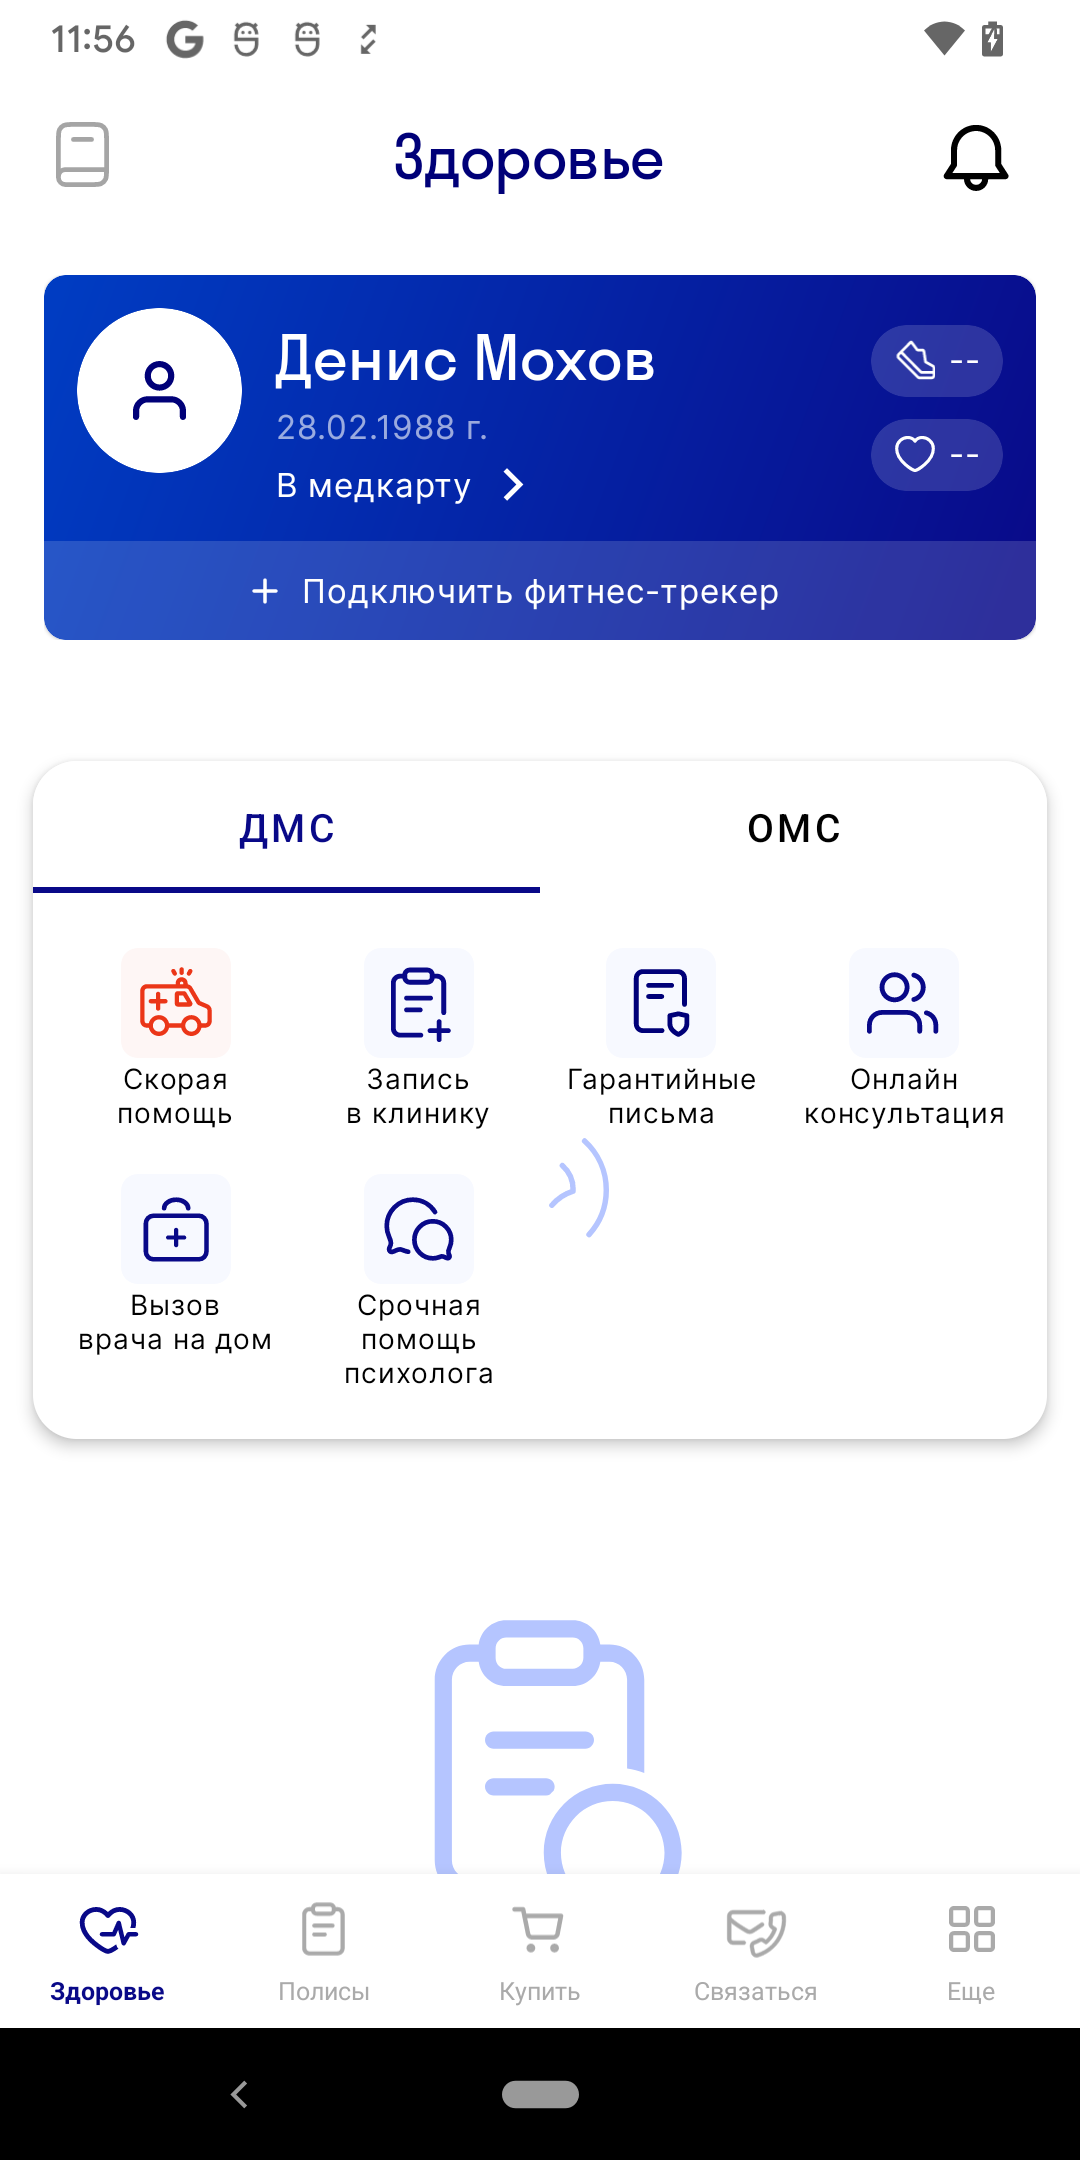 11:56
Здоровье
Денис Мохов
28.02.1988 г.
В медкарту
--
--
+ Подключить фитнес-трекер
ДМС
ОМС
Скорая
помощь
Запись
в клинику
Гарантийные
письма
Онлайн
консультация
Вызов
врача на дом
Срочная
помощь
психолога
Здоровье
Полисы
Купить
Связаться
Еще